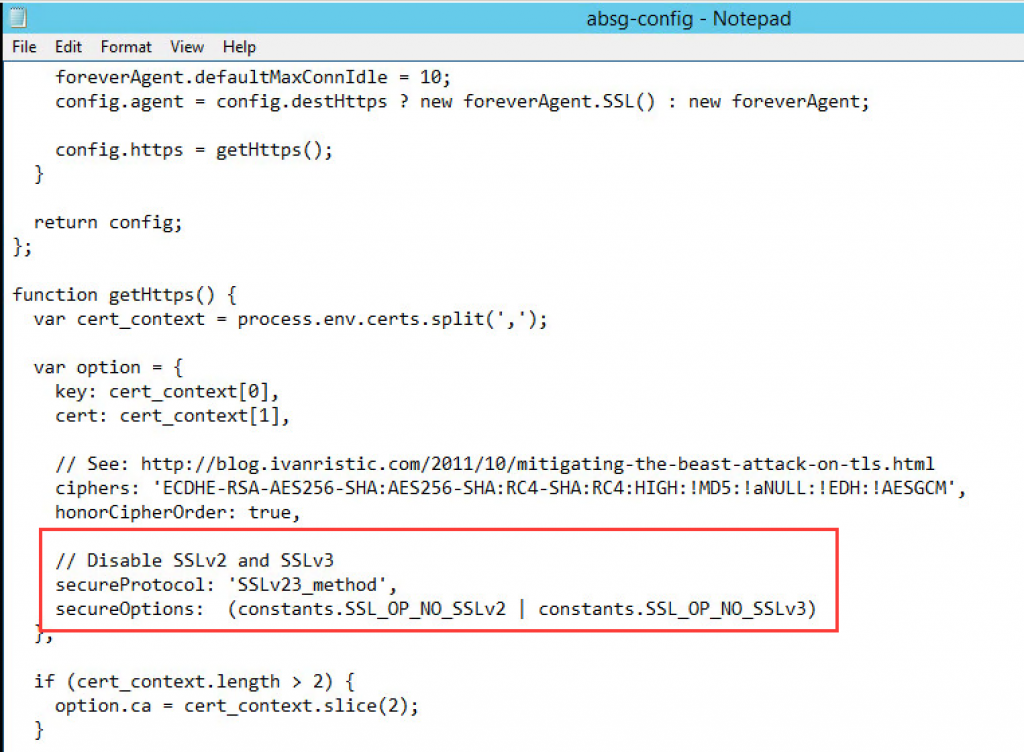 absg-config - Notepad
File Edit Format View Help
foreverAgent.defaultMaxConnIdle = 10;
config.agent = config.destHttps ? new foreverAgent.SSL() : new foreverAgent;
config.https = getHttps();
}
return config;
};
function getHttps() {
var cert_context = process.env.certs.split(',');
var option = {
key: cert_context[0],
cert: cert_context[1],
// See: http://blog.ivanristic.com/2011/10/mitigating-the-beast-attack-on-tls.html
ciphers: 'ECDHE-RSA-AES256-SHA:AES256-SHA:RC4-SHA:RC4:HIGH:!MD5:!aNULL:!EDH:!AESGCM',
honorCipherOrder: true,
// Disable SSLv2 and SSLv3
secureProtocol: 'SSLv23_method',
secureOptions:  (constants.SSL_OP_NO_SSLv2 | constants.SSL_OP_NO_SSLv3)
};
if (cert_context.length > 2) {
option.ca = cert_context.slice(2);
}